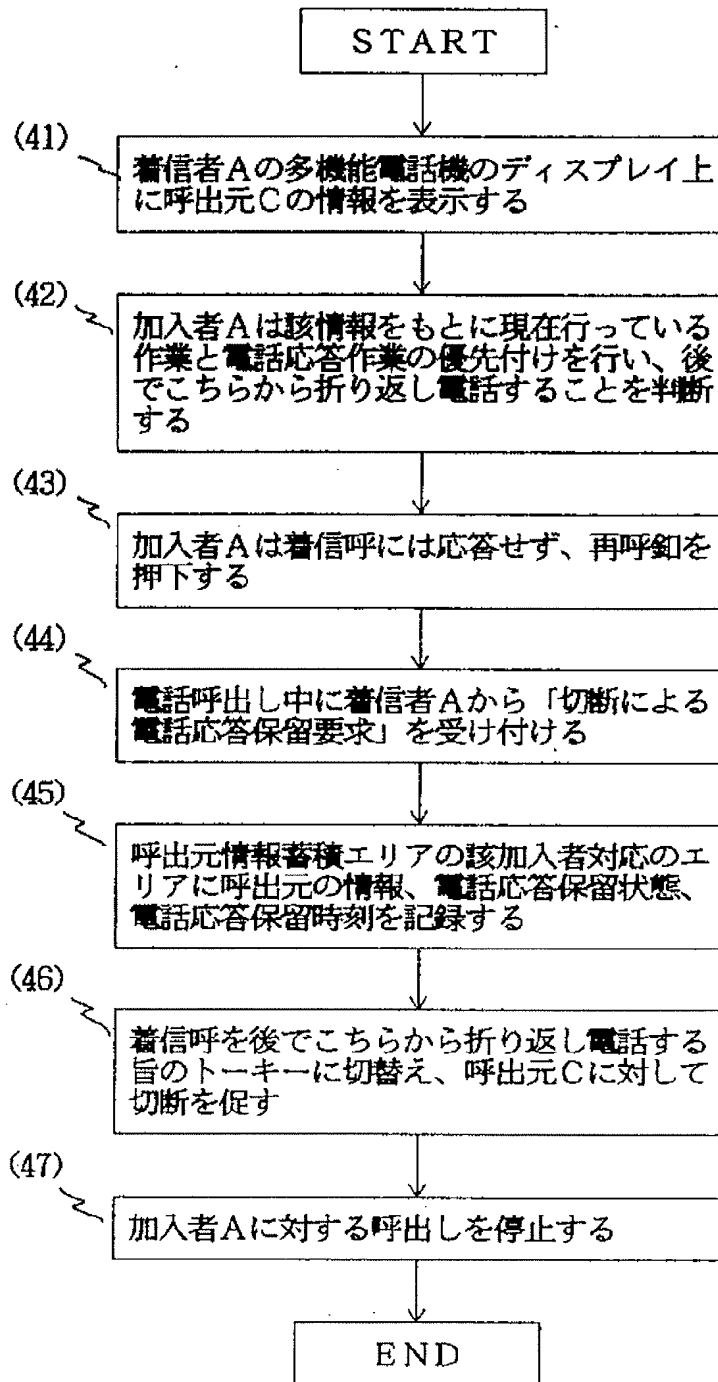 START
(41)
着信者Aの多機能電話機のディスプレイ上
に呼出元Cの情報を表示する
(42)
加入者Aは該情報をもとに現在行っている
作業と電話応答作業の優先付けを行い、後
でこちらから折り返し電話することを判断
する
(43)
加入者Aは着信呼には応答せず、再呼釦を
押下する
(44)
電話呼出し中に着信者Aから「切断による
電話応答保留要求」を受け付ける
(45)
呼出元情報蓄積エリアの該加入者対応のエ
リアに呼出元の情報、電話応答保留状態、
電話応答保留時刻を記録する
(46)
着信呼を後でこちらから折り返し電話する
旨のトーキーに切替え、呼出元Cに対して
切断を促す
(47)
加入者Aに対する呼出しを停止する
END